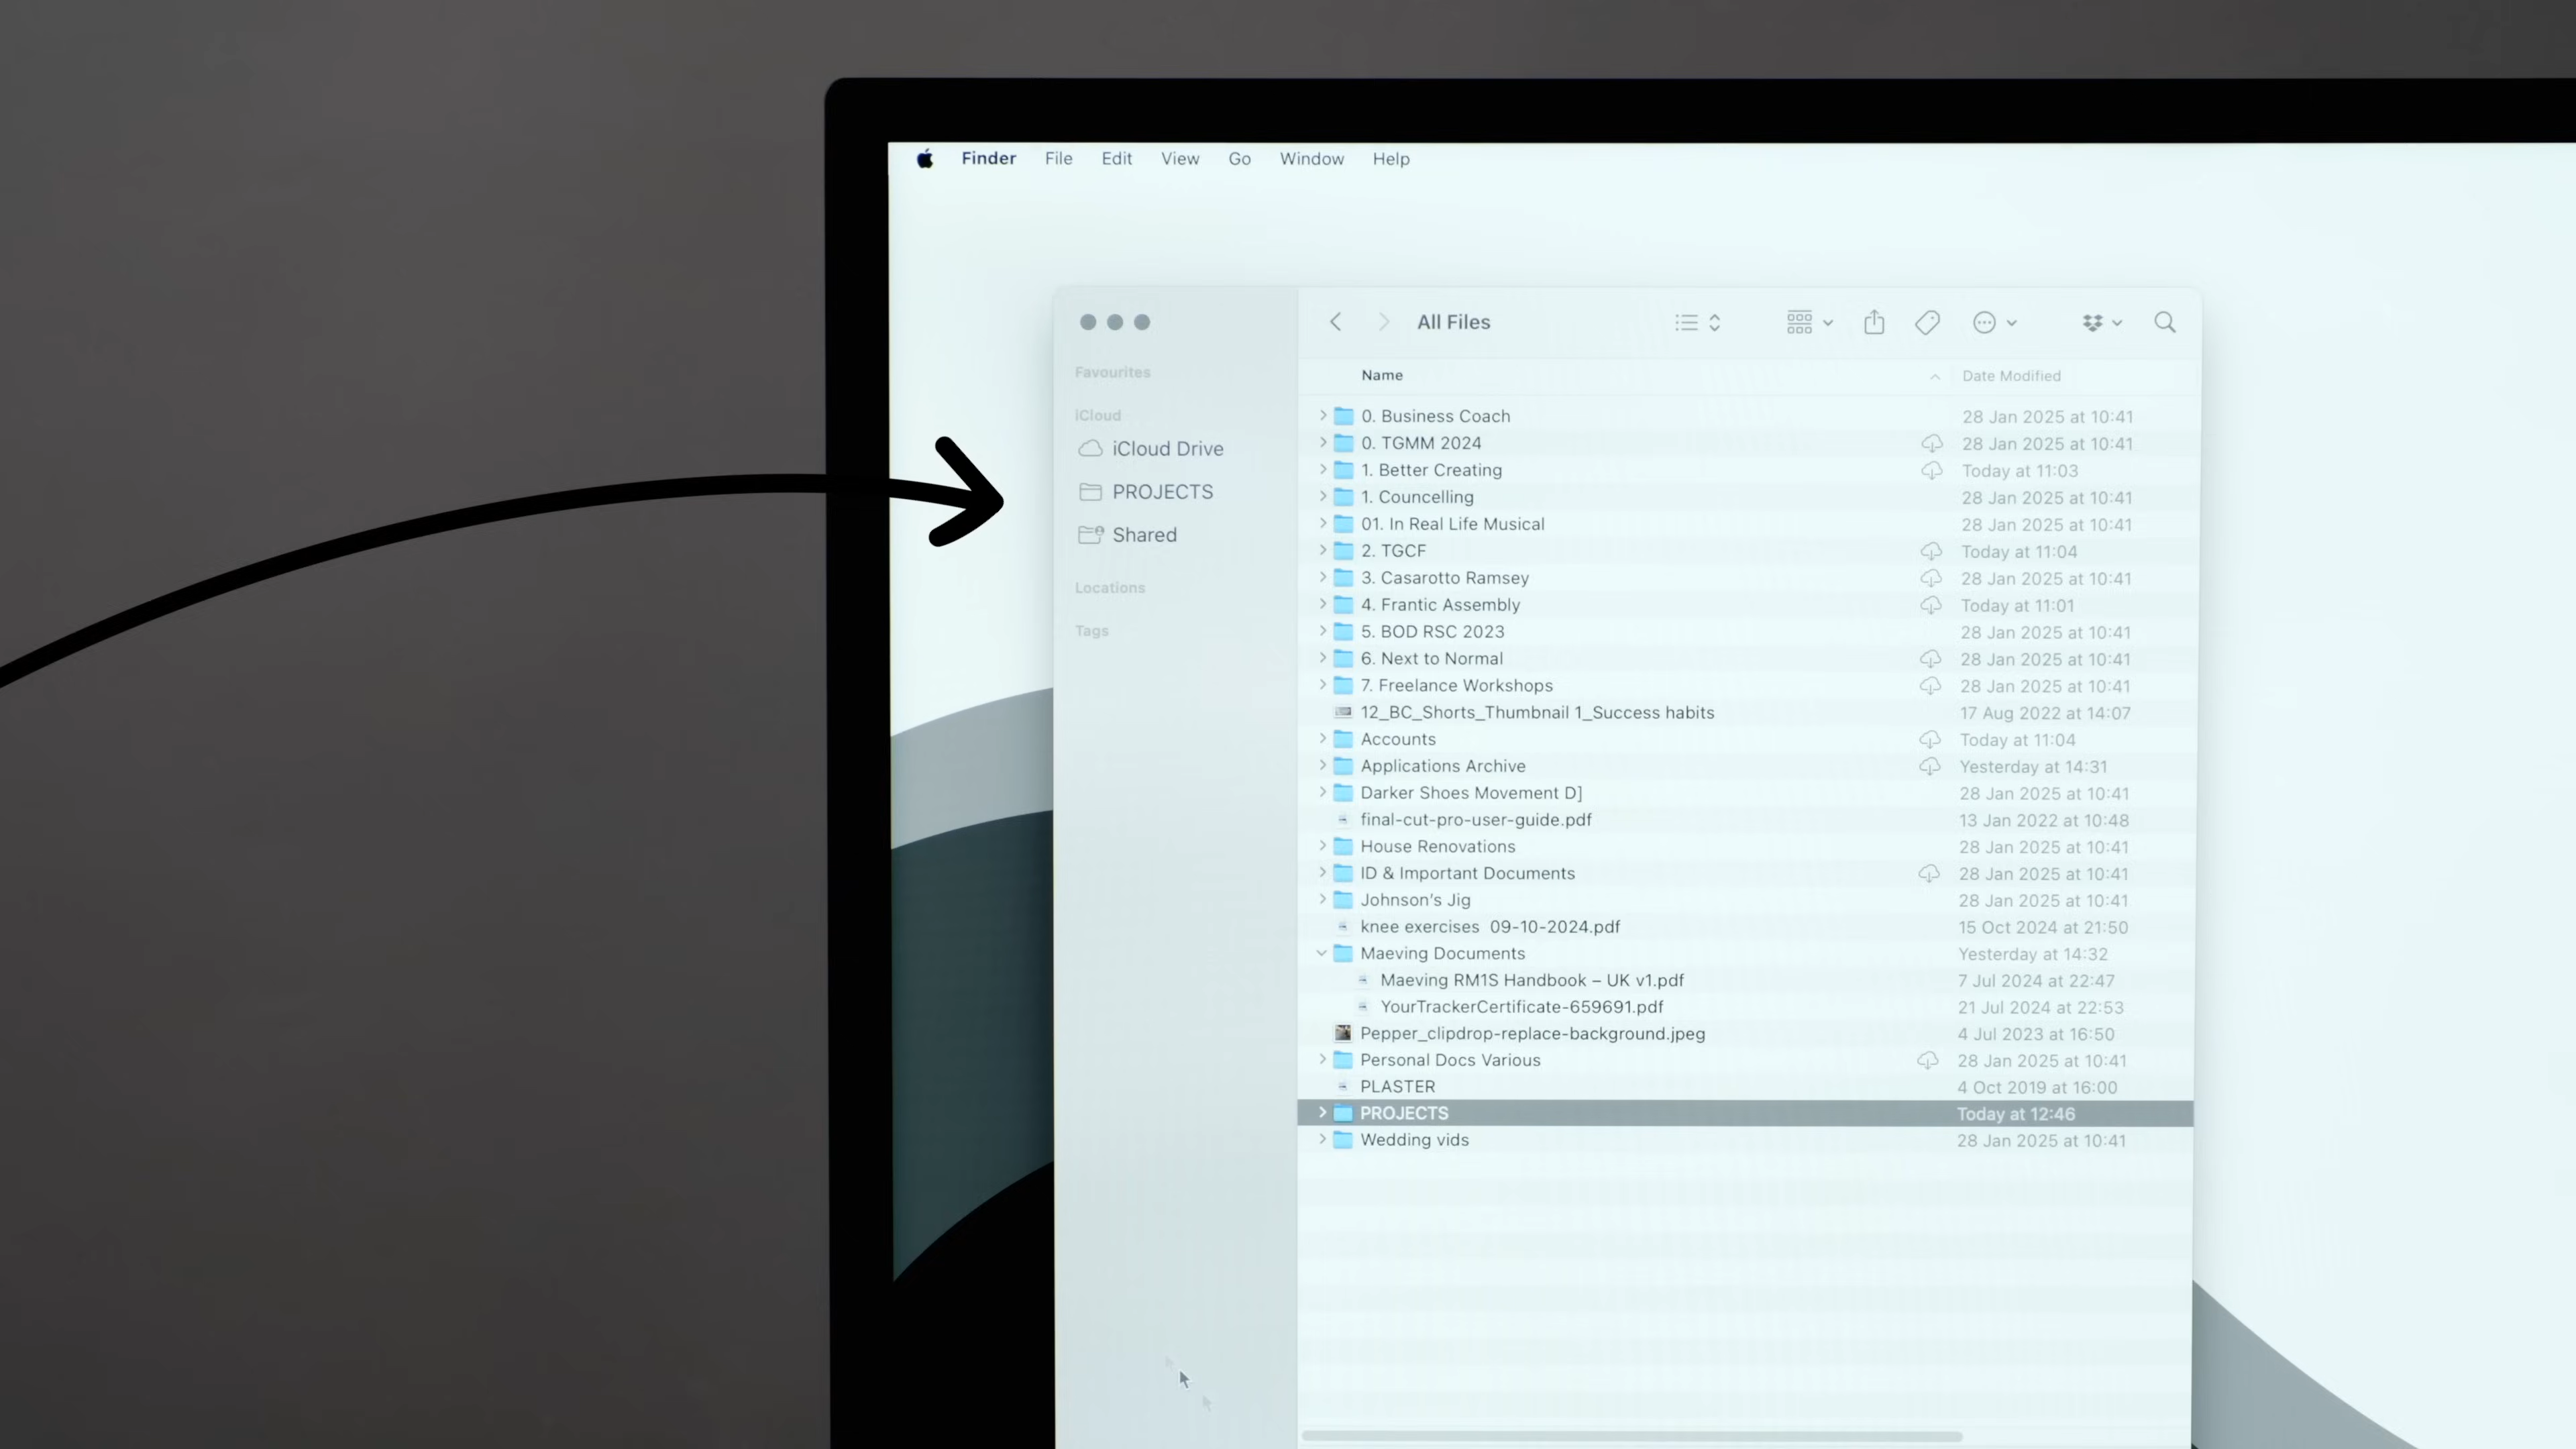 Finder File Edit View Go Window Help
All Files
Favourites
iCloud
iCloud Drive
PROJECTS
Shared
Locations
Tags
Name Date Modified
0. Business Coach 28 Jan 2025 at 10:41
0. TGMM 2024 28 Jan 2025 at 10:41
1. Better Creating Today at 11:03
1. Councelling 28 Jan 2025 at 10:41
01. In Real Life Musical 28 Jan 2025 at 10:41
2. TGCF Today at 11:04
3. Casarotto Ramsey 28 Jan 2025 at 10:41
4. Frantic Assembly Today at 11:01
5. BOD RSC 2023 28 Jan 2025 at 10:41
6. Next to Normal 28 Jan 2025 at 10:41
7. Freelance Workshops 28 Jan 2025 at 10:41
12_BC_Shorts_Thumbnail 1_Success habits 17 Aug 2022 at 14:07
Accounts Today at 11:04
Applications Archive Yesterday at 14:31
Darker Shoes Movement D] 28 Jan 2025 at 10:41
final-cut-pro-user-guide.pdf 13 Jan 2022 at 10:48
House Renovations 28 Jan 2025 at 10:41
ID & Important Documents 28 Jan 2025 at 10:41
Johnson's Jig 28 Jan 2025 at 10:41
knee exercises 09-10-2024.pdf 15 Oct 2024 at 21:50
Maeving Documents Yesterday at 14:32
Maeving RM1S Handbook – UK v1.pdf 7 Jul 2024 at 22:47
YourTrackerCertificate-659691.pdf 21 Jul 2024 at 22:53
Pepper_clipdrop-replace-background.jpeg 4 Jul 2023 at 16:50
Personal Docs Various 28 Jan 2025 at 10:41
PLASTER 4 Oct 2019 at 16:00
PROJECTS Today at 12:46
Wedding vids 28 Jan 2025 at 10:41